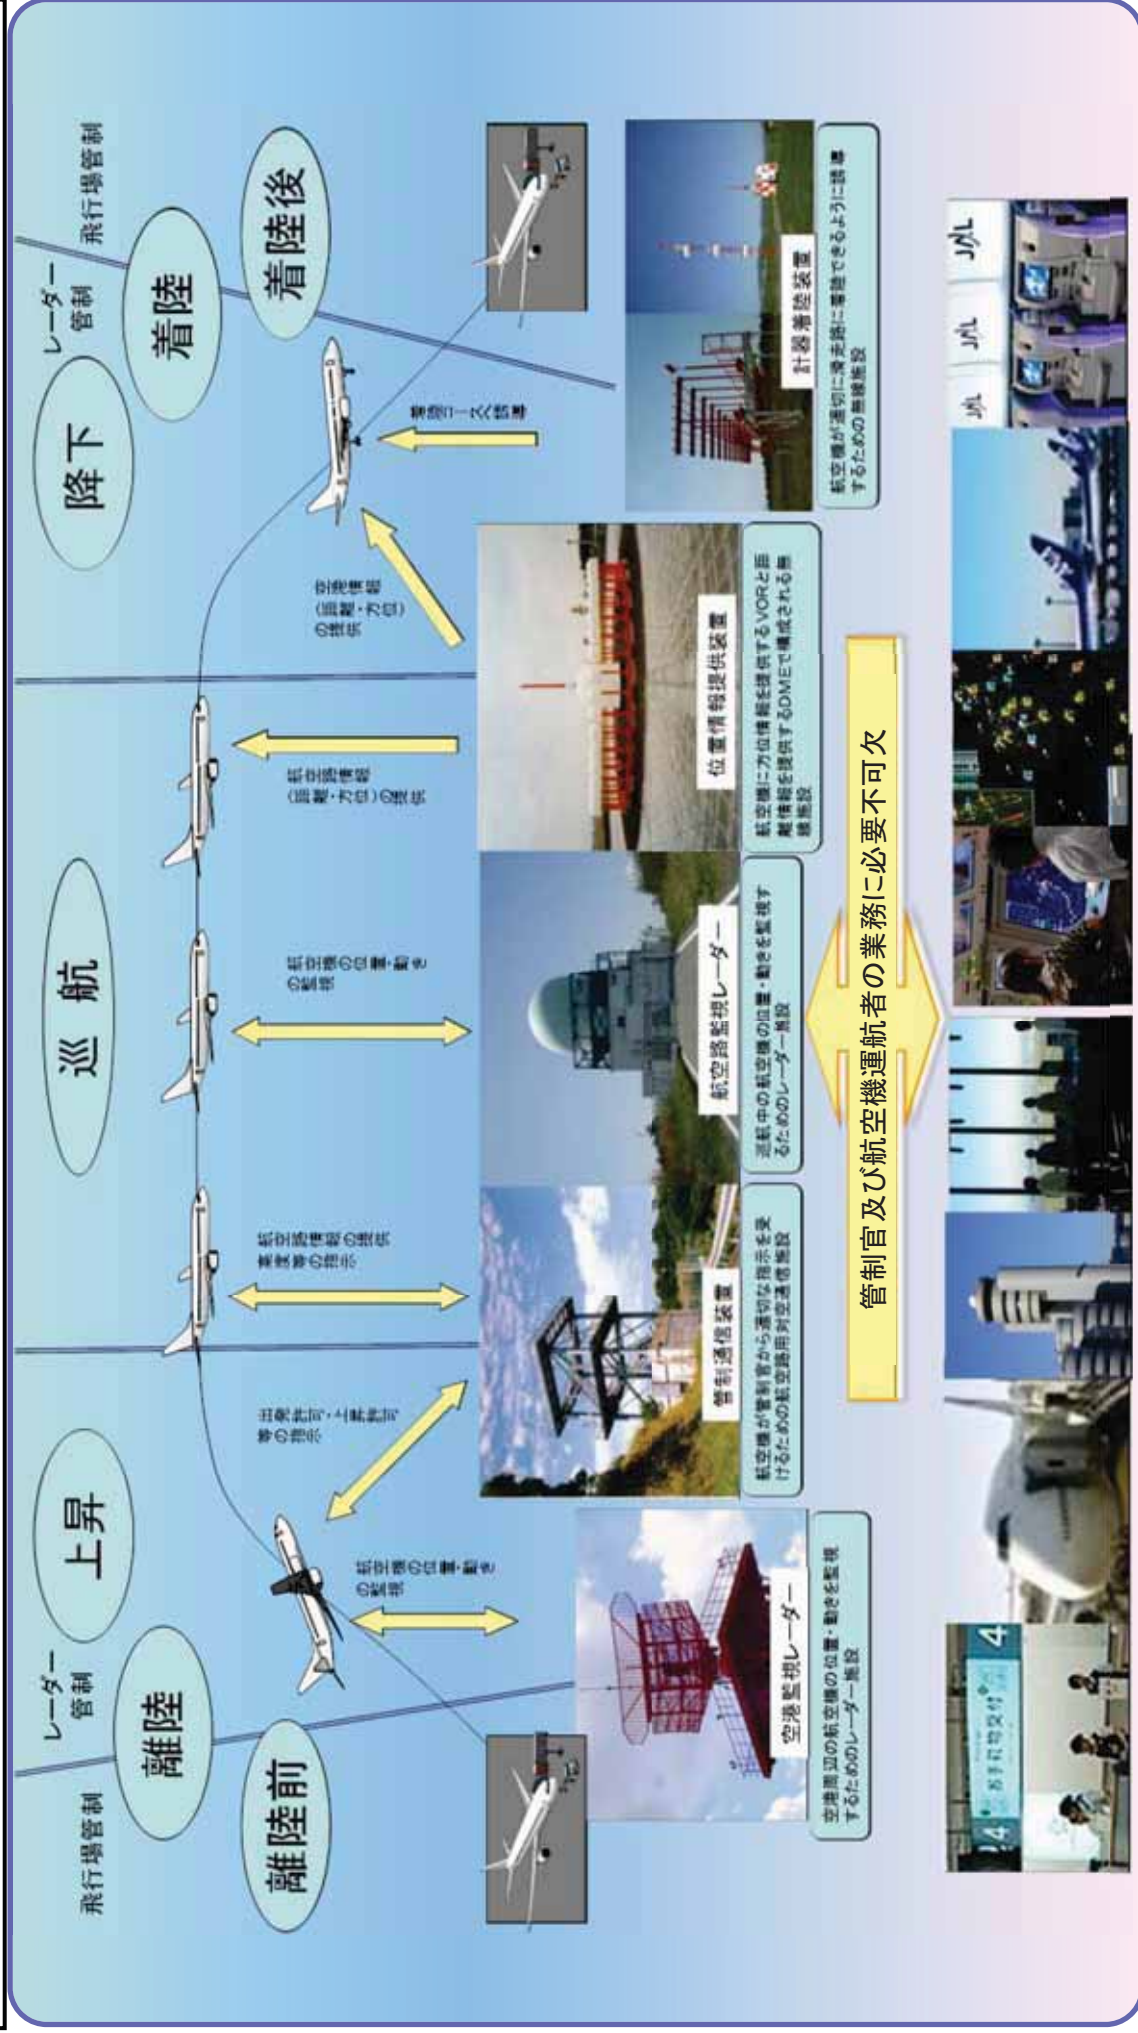 飛行場管制
レーダー
管制
レーダー
管制
飛行場管制
離陸前
離陸
上昇
巡 航
降下
着陸
着陸後
航空機の位置・動き
の監視
出発許可・上昇許可
等の指示
航空路情報の提供
高度等の指示
航空機の位置・動き
の監視
航空路情報
(距離・方位)の提供
空港情報
(距離・方位)
の提供
着陸コースへ誘導
空港監視レーダー
空港周辺の航空機の位置・動きを監視
するためのレーダー施設
管制通信装置
航空機が管制官から適切な指示を受
けるための航空路用対空通信施設
航空路監視レーダー
巡航中の航空機の位置・動きを監視す
るためのレーダー施設
位置情報提供装置
航空機に方位情報を提供するVORと距
離情報を提供するDMEで構成される無
線施設
計器着陸装置
航空機が適切に滑走路に着陸できるように誘導
するための無線施設
管制官及び航空機運航者の業務に必要不可欠
24
お手荷物受付
4
JAL
JAL
JAL